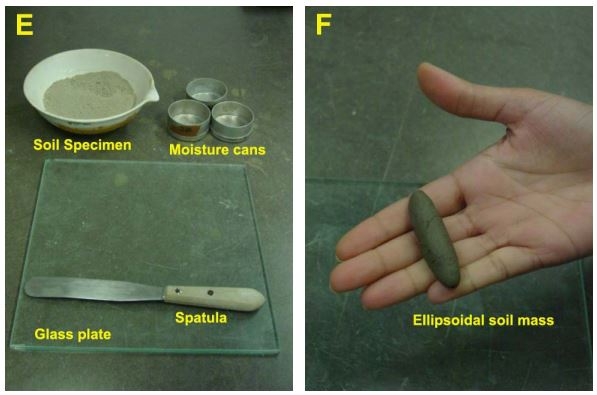 E
Soil Specimen
Moisture cans
Spatula
Glass plate
F
Ellipsoidal soil mass